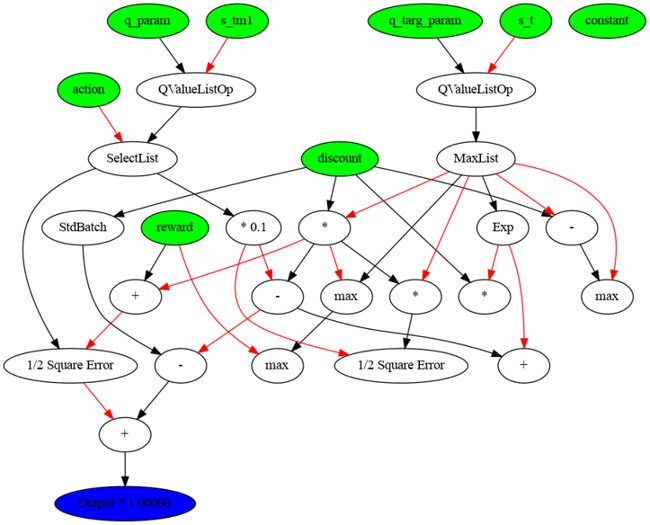 q_param s_tm1 q_targ_param s_t constant
action QValueListOp QValueListOp
SelectList discount MaxList
StdBatch reward * 0.1 * Exp -
+ - max * * max
1/2 Square Error - max 1/2 Square Error +
+
Output * 1.00000